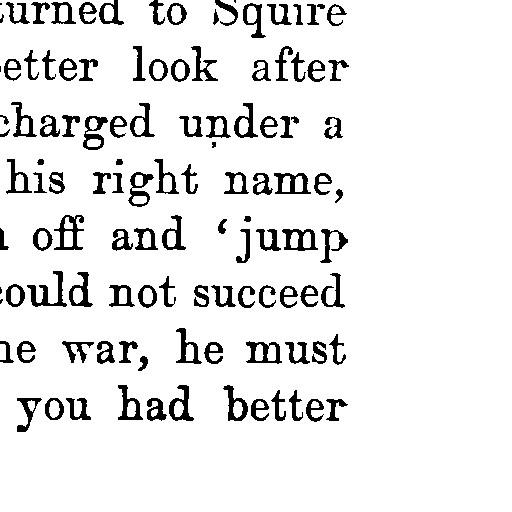 turned to Squire
better look after
charged under a
his right name,
off and ‘jump
could not succeed
he war, he must
you had better